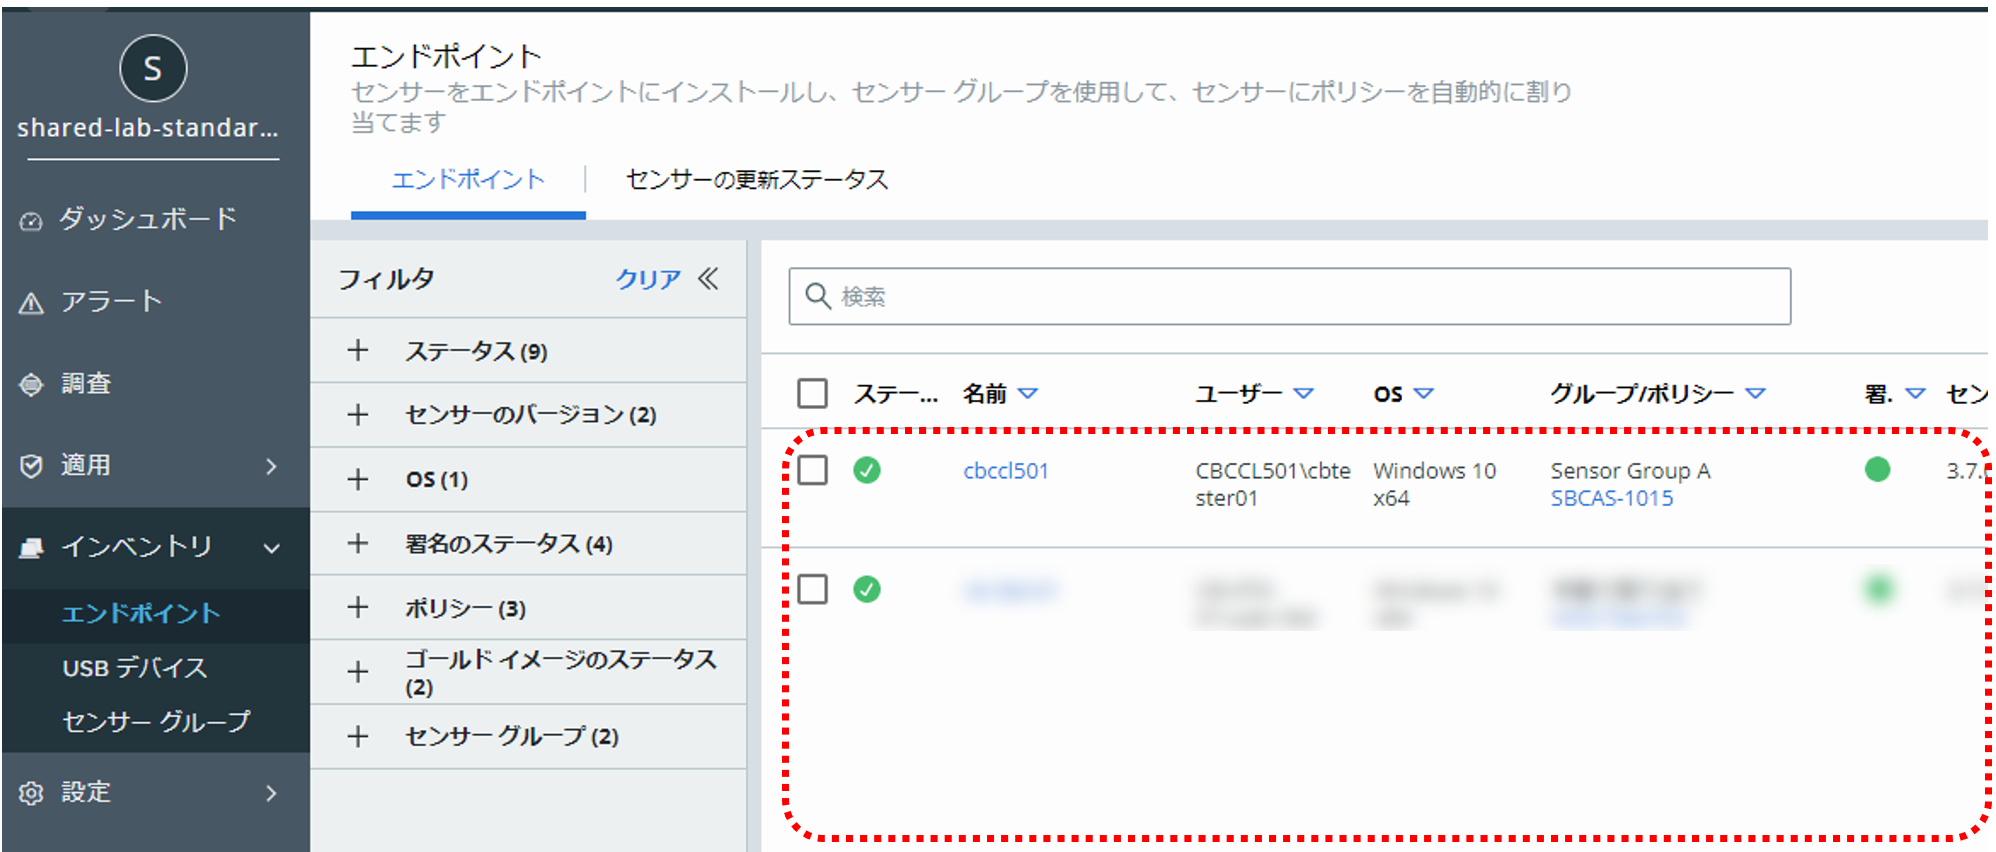 S
shared-lab-standar...
ダッシュボード
アラート
調査
適用
インベントリ
エンドポイント
USB デバイス
センサー グループ
設定
エンドポイント
センサーをエンドポイントにインストールし、センサー グループを使用して、センサーにポリシーを自動的に割り
当てます
エンドポイント
センサーの更新ステータス
フィルタ クリア
ステータス (9)
センサーのバージョン (2)
OS (1)
署名のステータス (4)
ポリシー (3)
ゴールド イメージのステータス
(2)
センサー グループ (2)
検索
ステー... 名前 ユーザー OS グループ/ポリシー 署. セン
cbccl501 CBCCL501\cbte Windows 10 Sensor Group A 3.7.
ster01 x64 SBCAS-1015